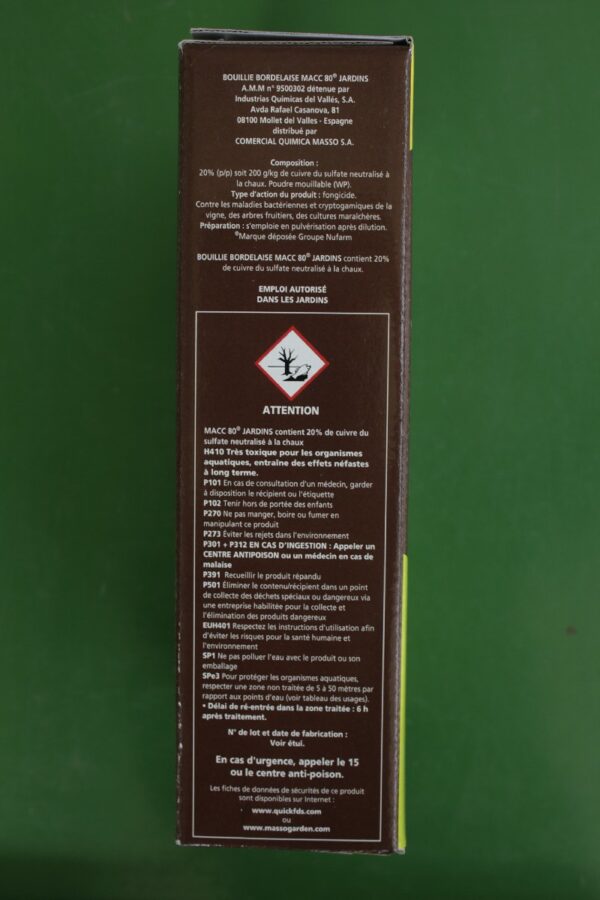 BOUILLIE BORDELAISE MACC 80® JARDINS
A.M.M n° 9500302 détenue par
Industrias Quimicas del Vallés, S.A.
Avda Rafael Casanova, 81
08100 Mollet del Valles - Espagne
distribué par
COMERCIAL QUIMICA MASSO S.A.
Composition :
20% (p/p) soit 200 g/kg de cuivre du sulfate neutralisé à
la chaux. Poudre mouillable (WP).
Type d'action du produit : fongicide.
Contre les maladies bactériennes et cryptogamiques de la
vigne, des arbres fruitiers, des cultures maraîchères.
Préparation : s'emploie en pulvérisation après dilution.
®Marque déposée Groupe Nufarm
BOUILLIE BORDELAISE MACC 80® JARDINS contient 20%
de cuivre du sulfate neutralisé à la chaux.
EMPLOI AUTORISÉ
DANS LES JARDINS
ATTENTION
MACC 80® JARDINS contient 20% de cuivre du
sulfate neutralisé à la chaux
H410 Très toxique pour les organismes
aquatiques, entraîne des effets néfastes
à long terme.
P101 En cas de consultation d'un médecin, garder
à disposition le récipient ou l'étiquette
P102 Tenir hors de portée des enfants
P270 Ne pas manger, boire ou fumer en
manipulant ce produit
P273 Éviter les rejets dans l'environnement
P301 + P312 EN CAS D'INGESTION : Appeler un
CENTRE ANTIPOISON ou un médecin en cas de
malaise
P391 Recueillir le produit répandu
P501 Éliminer le contenu/récipient dans un point
de collecte des déchets spéciaux ou dangereux via
une entreprise habilitée pour la collecte et
l'élimination des produits dangereux
EUH401 Respectez les instructions d'utilisation afin
d'éviter les risques pour la santé humaine et
l'environnement
SP1 Ne pas polluer l'eau avec le produit ou son
emballage
SPe3 Pour protéger les organismes aquatiques,
respecter une zone non traitée de 5 à 50 mètres par
rapport aux points d'eau (voir tableau des usages).
• Délai de ré-entrée dans la zone traitée : 6 h
après traitement.
N° de lot et date de fabrication :
Voir étui.
En cas d'urgence, appeler le 15
ou le centre anti-poison.
Les fiches de données de sécurités de ce produit
sont disponibles sur Internet :
www.quickfds.com
ou
www.massogarden.com